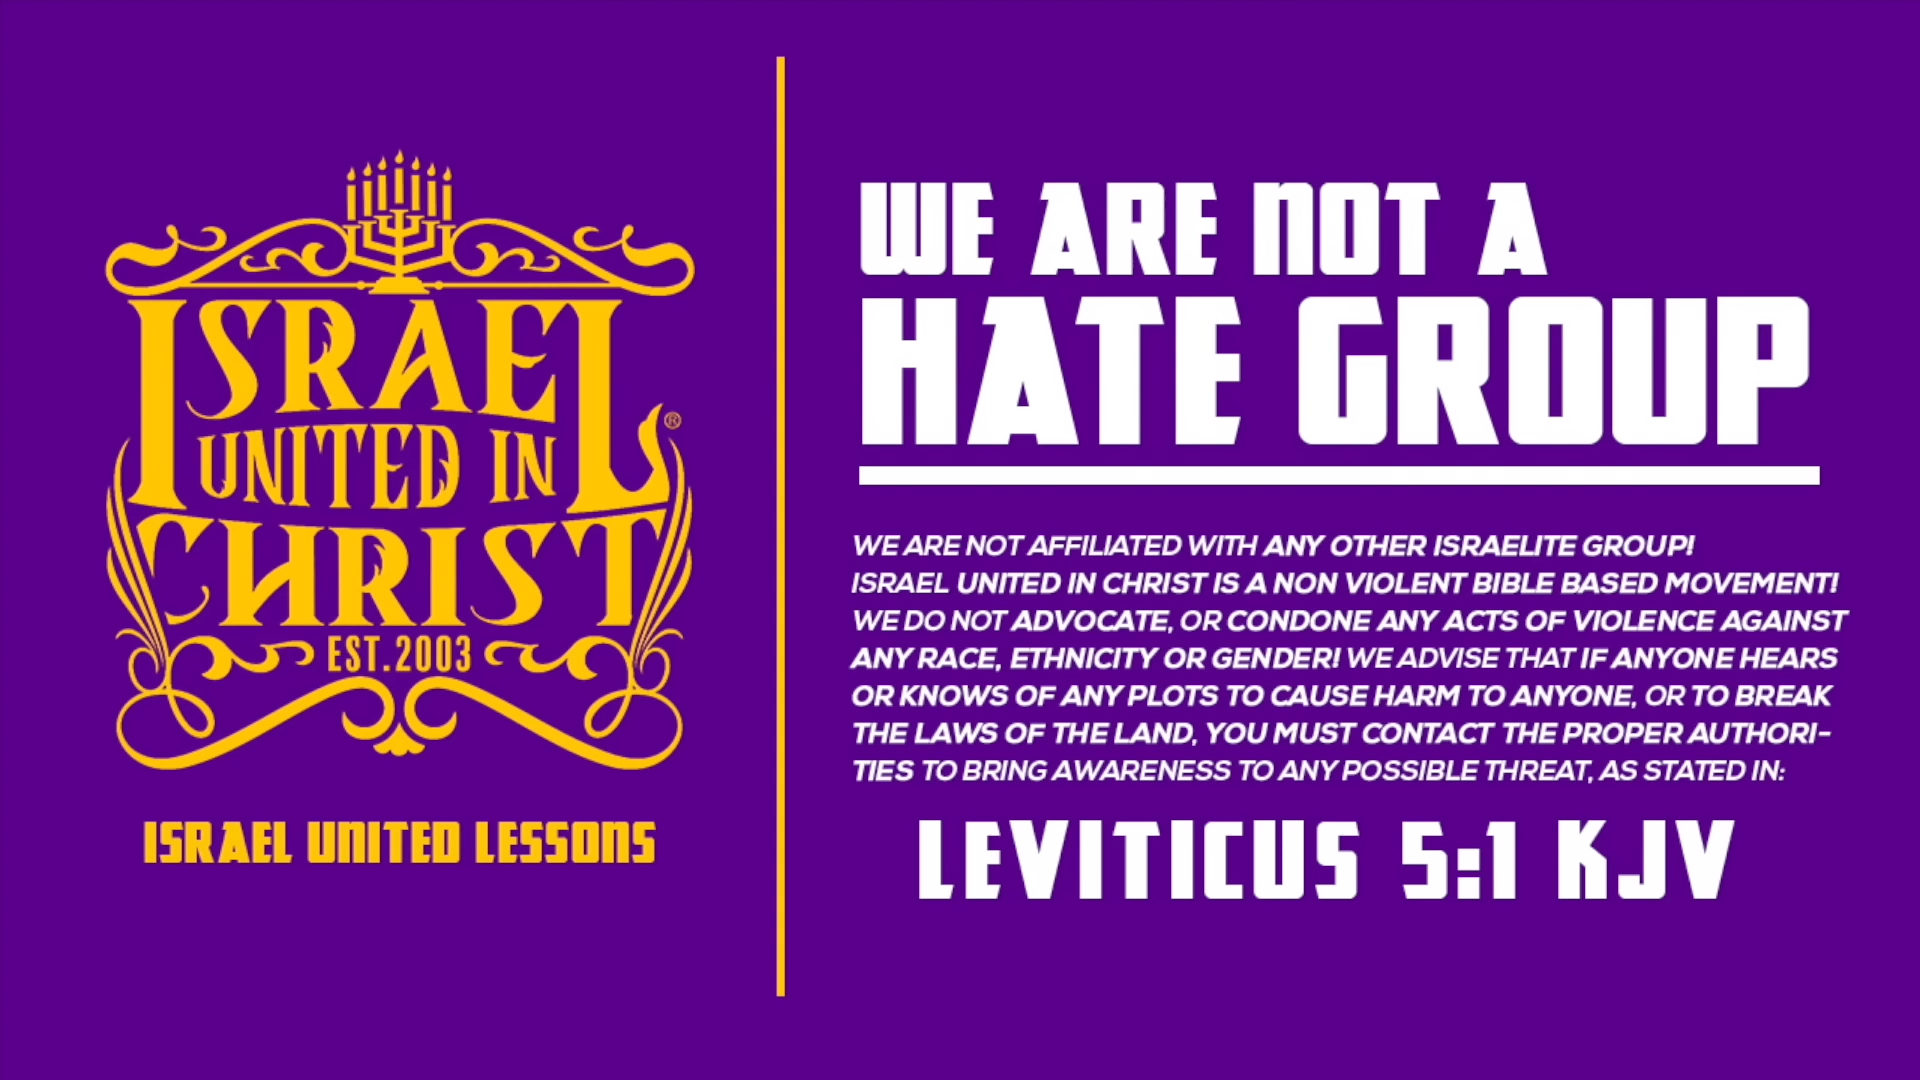 ISRAEL
UNITED IN
CHRIST
®
EST.2003
ISRAEL UNITED LESSONS
WE ARE NOT A
HATE GROUP
WE ARE NOT AFFILIATED WITH ANY OTHER ISRAELITE GROUP!
ISRAEL UNITED IN CHRIST IS A NON VIOLENT BIBLE BASED MOVEMENT!
WE DO NOT ADVOCATE, OR CONDONE ANY ACTS OF VIOLENCE AGAINST
ANY RACE, ETHNICITY OR GENDER! WE ADVISE THAT IF ANYONE HEARS
OR KNOWS OF ANY PLOTS TO CAUSE HARM TO ANYONE, OR TO BREAK
THE LAWS OF THE LAND, YOU MUST CONTACT THE PROPER AUTHORI-
TIES TO BRING AWARENESS TO ANY POSSIBLE THREAT, AS STATED IN:
LEVITICUS 5:1 KJV